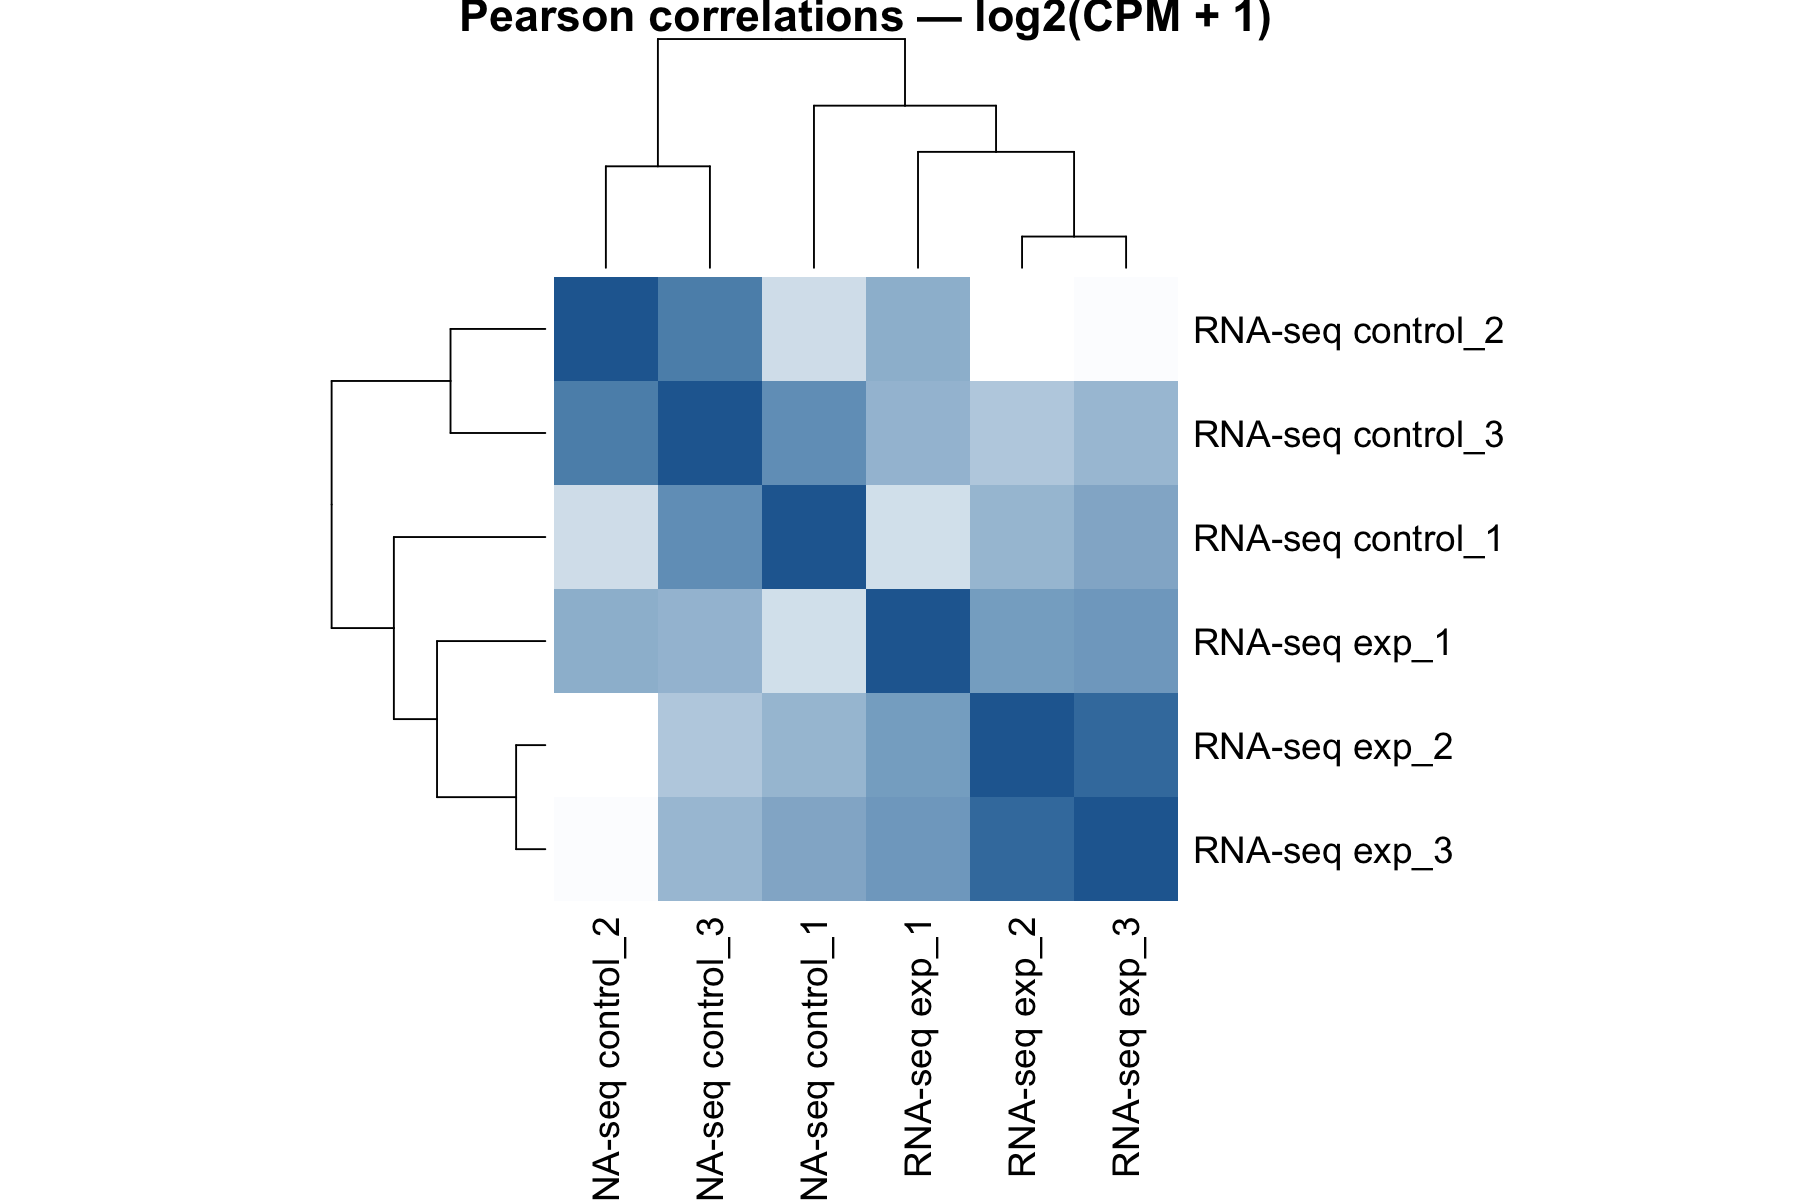 Pearson correlations — log2(CPM + 1)
RNA-seq control_2
RNA-seq control_3
RNA-seq control_1
RNA-seq exp_1
RNA-seq exp_2
RNA-seq exp_3
NA-seq control_2
NA-seq control_3
NA-seq control_1
RNA-seq exp_1
RNA-seq exp_2
RNA-seq exp_3